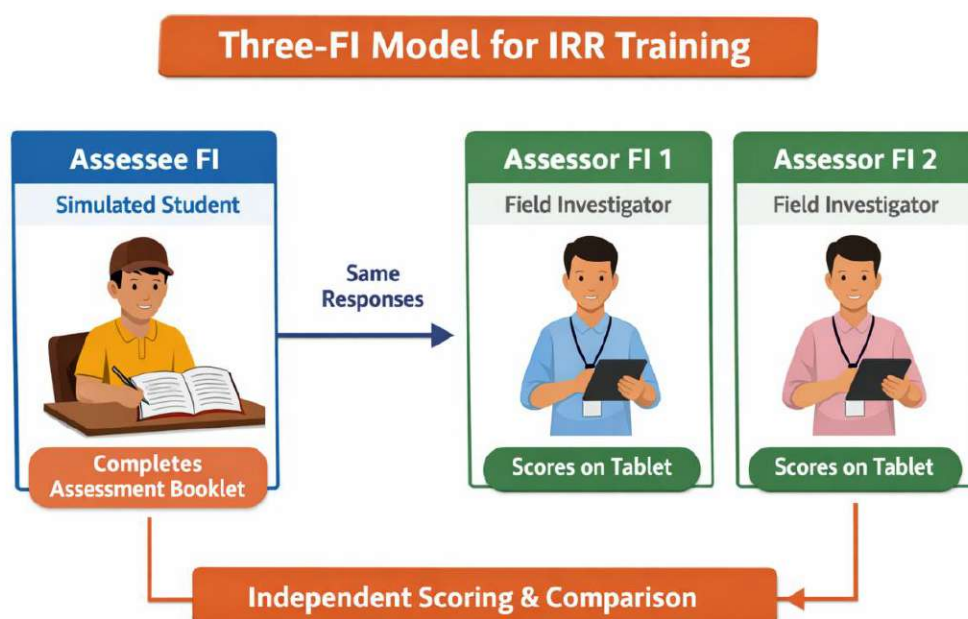 Three-FI Model for IRR Training
Assessee FI
Simulated Student
Completes
Assessment Booklet
Same
Responses
Assessor FI 1
Field Investigator
Scores on Tablet
Assessor FI 2
Field Investigator
Scores on Tablet
Independent Scoring & Comparison